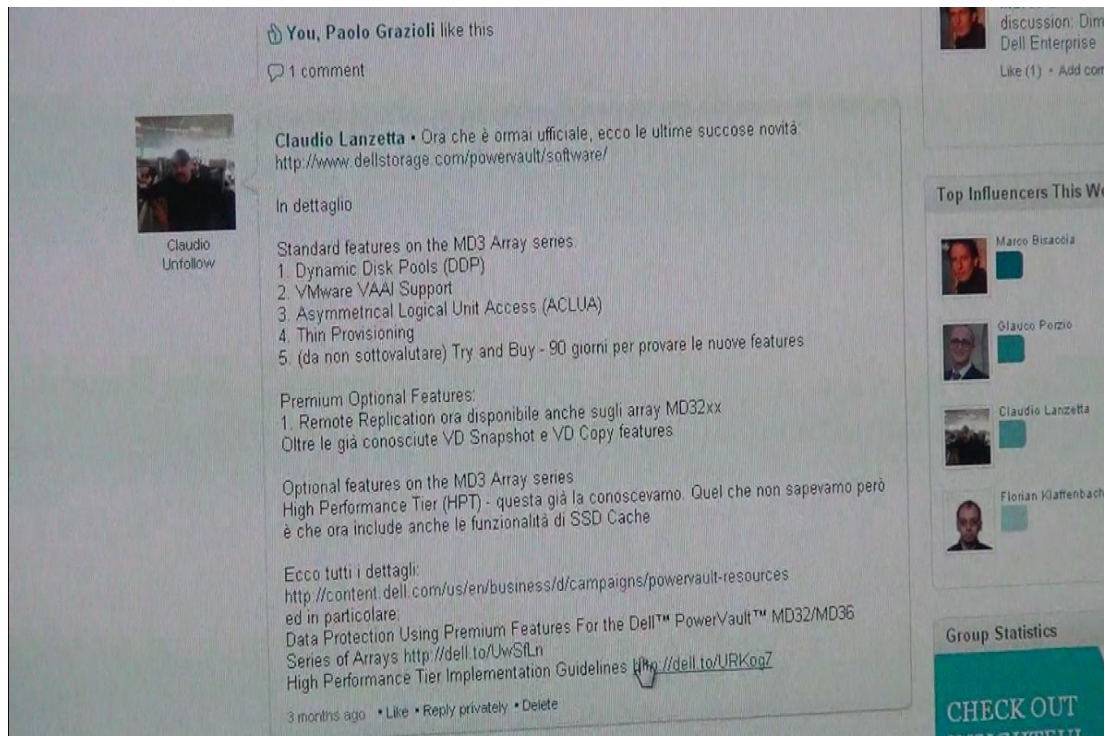 You, Paolo Grazioli like this
1 comment
Claudio Lanzetta • Ora che è ormai ufficiale, ecco le ultime succose novità:
http://www.dellstorage.com/powervault/software/
In dettaglio
Claudio
Unfollow
Standard features on the MD3 Array series.
1. Dynamic Disk Pools (DDP)
2. VMware VAAI Support
3. Asymmetrical Logical Unit Access (ACLUA)
4. Thin Provisioning
5. (da non sottovalutare) Try and Buy - 90 giorni per provare le nuove features
Premium Optional Features:
1. Remote Replication ora disponibile anche sugli array MD32xx
Oltre le già conosciute VD Snapshot e VD Copy features
Optional features on the MD3 Array series
High Performance Tier (HPT) - questa già la conoscevamo. Quel che non sapevamo però
è che ora include anche le funzionalità di SSD Cache
Ecco tutti i dettagli:
http://content.dell.com/us/en/business/d/campaigns/powervault-resources
ed in particolare:
Data Protection Using Premium Features For the Dell™ PowerVault™ MD32/MD36
Series of Arrays http://dell.to/UwSfLn
High Performance Tier Implementation Guidelines http://dell.to/URKog7
3 months ago • Like • Reply privately • Delete
discussion: Dim
Dell Enterprise
Like (1) • Add com
Top Influencers This We
Marco Bisaccia
Glauco Porzio
Claudio Lanzetta
Florian Klaffenbach
Group Statistics
CHECK OUT